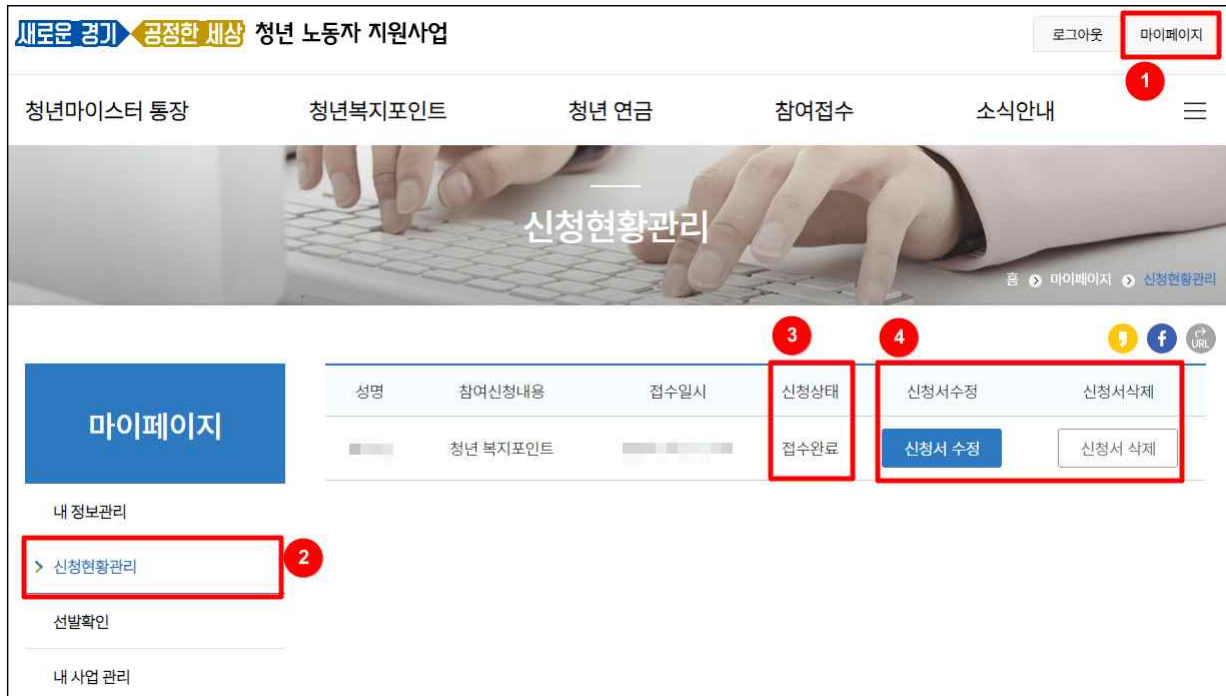 새로운 경기 공정한 세상 청년 노동자 지원사업
로그아웃 마이페이지
1
청년마이스터 통장 청년복지포인트 청년 연금 참여접수 소식안내
신청현황관리
홈 마이페이지 신청현황관리
3 4
URL
성명 참여신청내용 접수일시 신청상태 신청서수정 신청서삭제
마이페이지
청년 복지포인트 접수완료 신청서 수정 신청서 삭제
내 정보관리
신청현황관리
2
선발확인
내 사업 관리